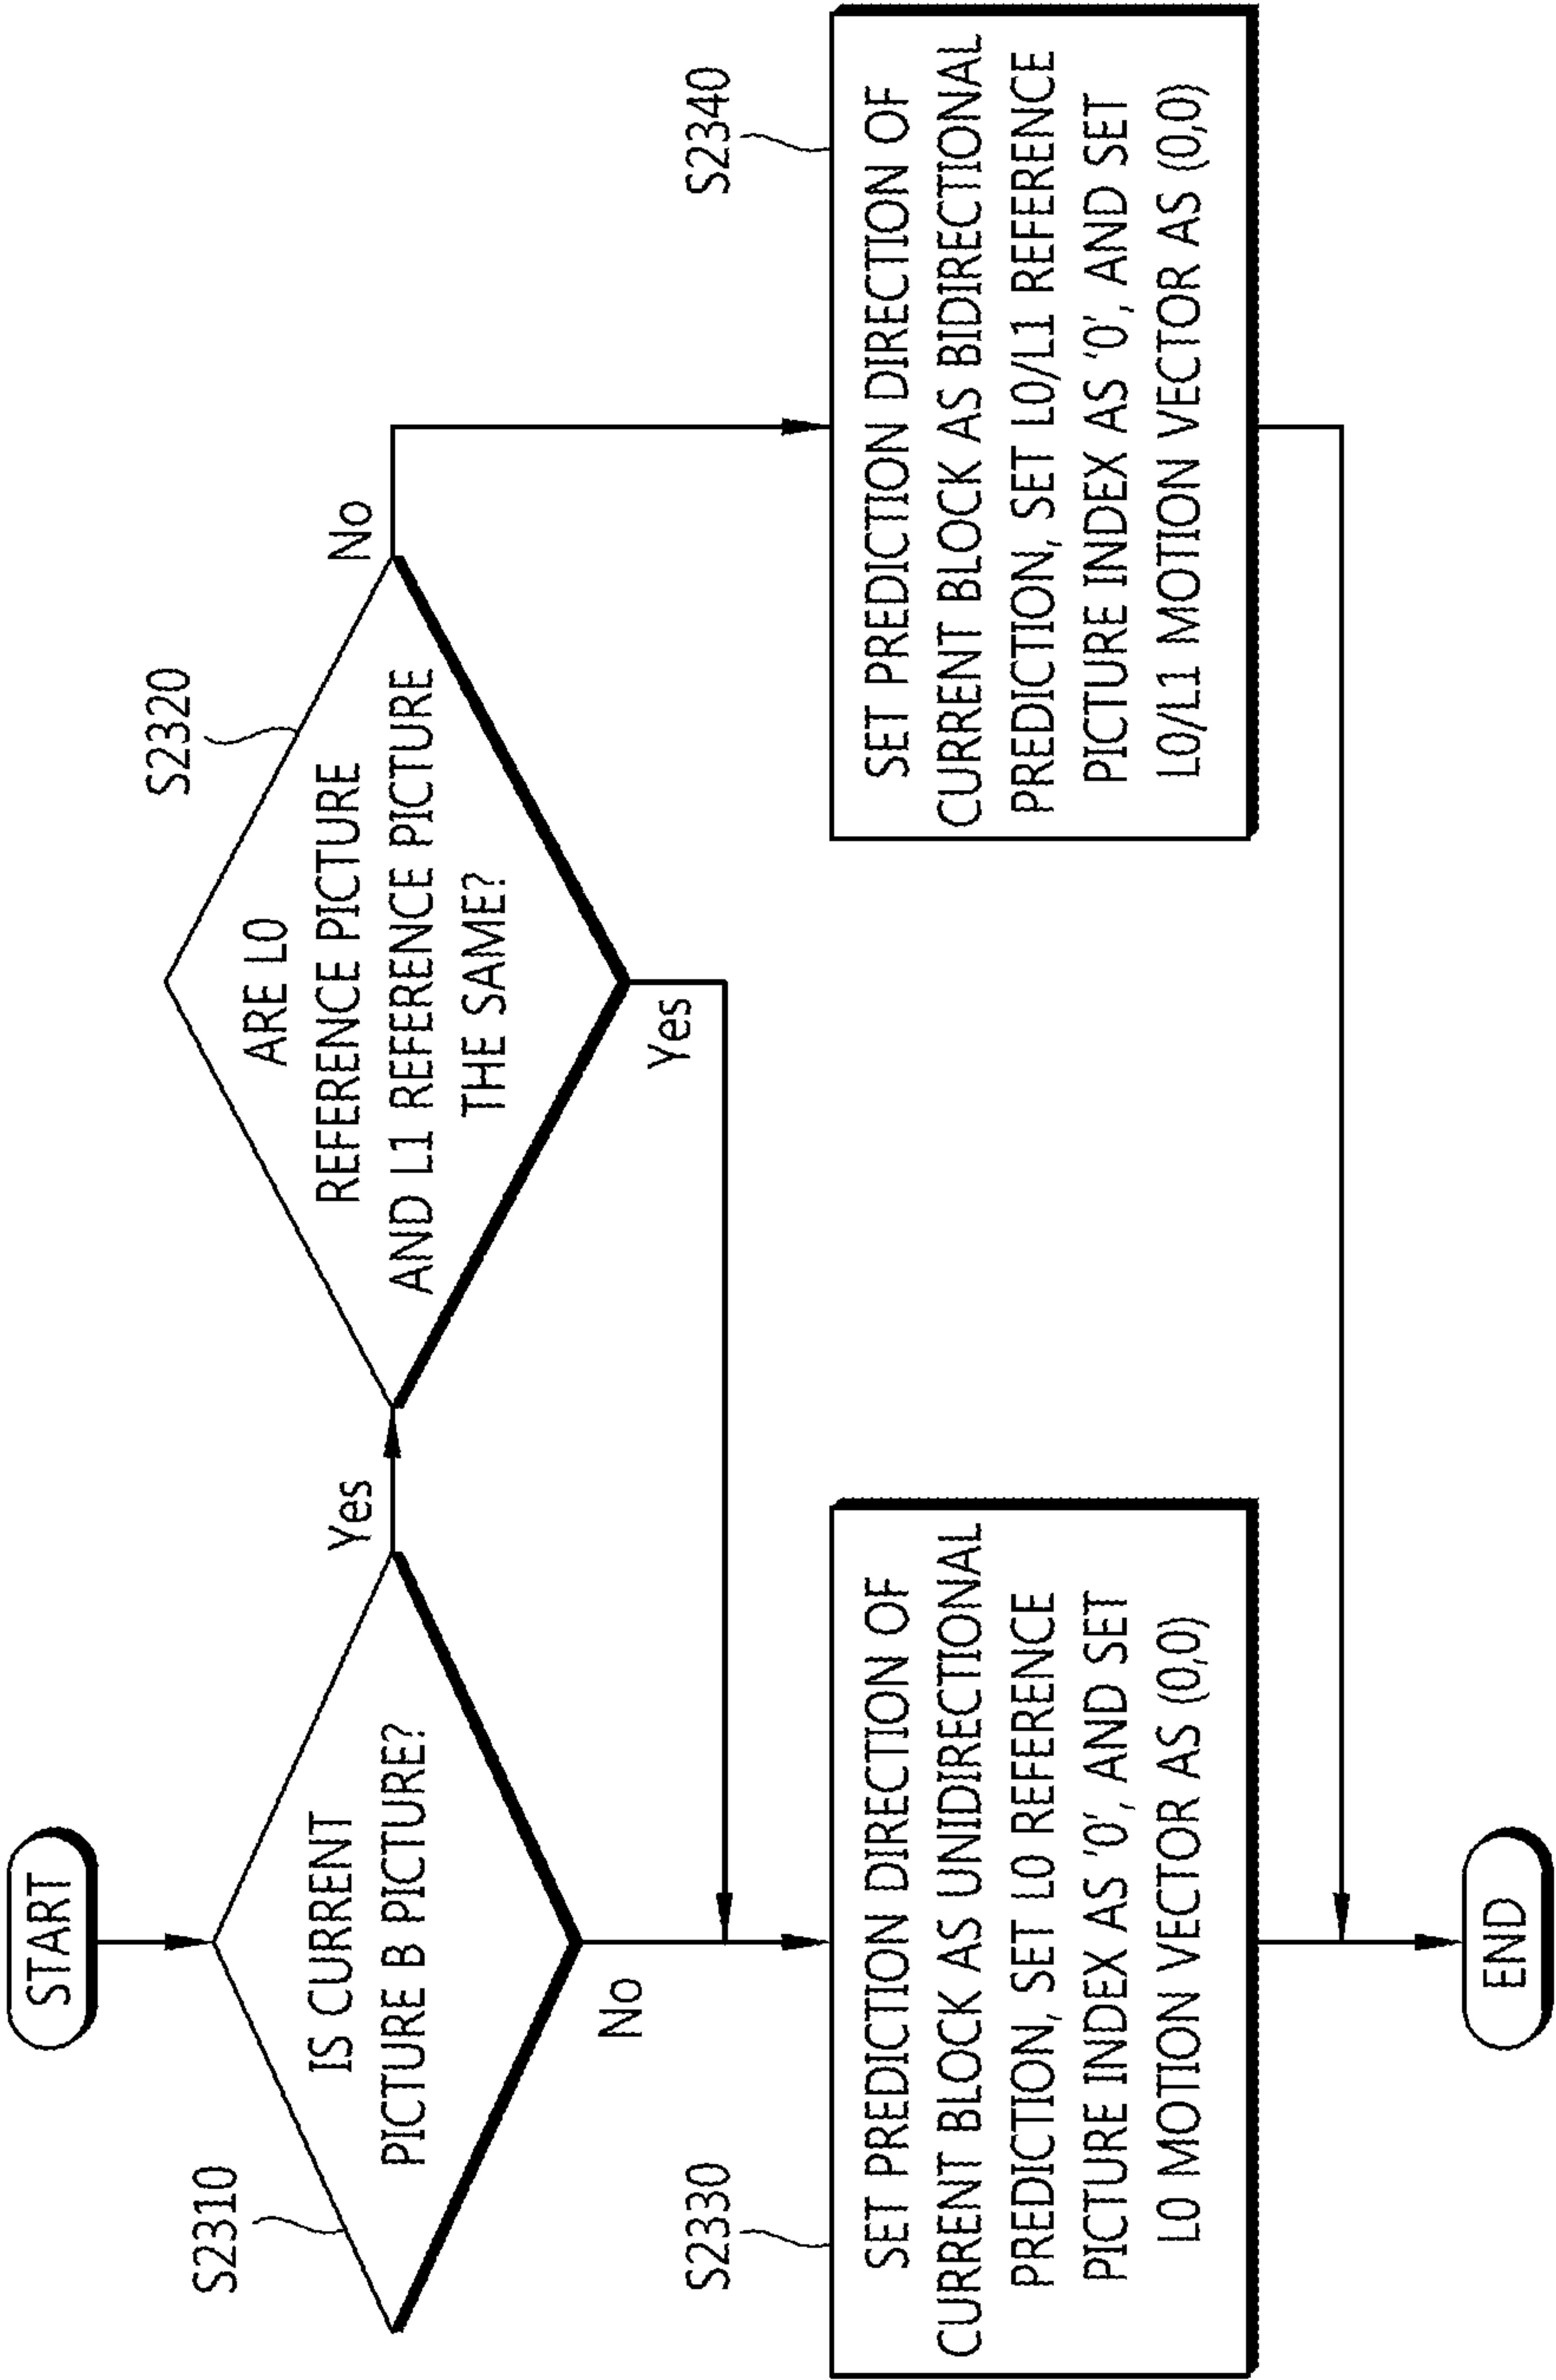 START
S2310
IS CURRENT
PICTURE B PICTURE?
Yes
No
S2320
ARE L0
REFERENCE PICTURE
AND L1 REFERENCE PICTURE
THE SAME?
No
Yes
S2330
SET PREDICTION DIRECTION OF
CURRENT BLOCK AS UNIDIRECTIONAL
PREDICTION, SET L0 REFERENCE
PICTURE INDEX AS '0', AND SET
L0 MOTION VECTOR AS (0,0)
S2340
SET PREDICTION DIRECTION OF
CURRENT BLOCK AS BIDIRECTIONAL
PREDICTION, SET L0/L1 REFERENCE
PICTURE INDEX AS '0', AND SET
L0/L1 MOTION VECTOR AS (0,0)
END